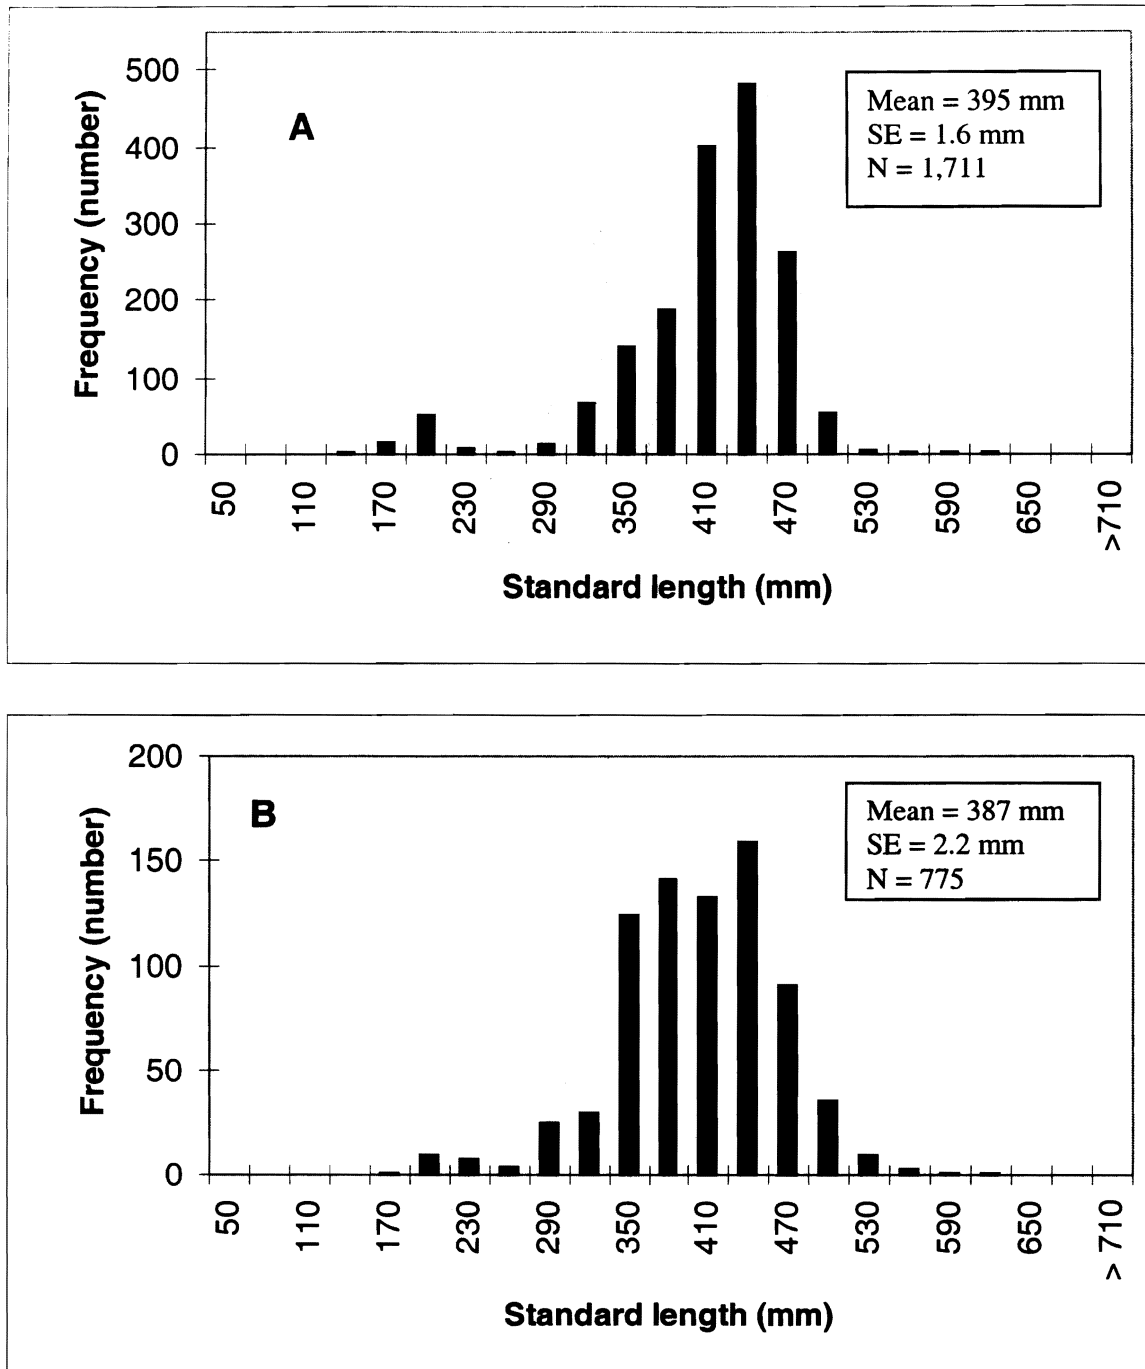 500
400
300
200
100
0
Frequency (number)
A
Mean = 395 mm
SE = 1.6 mm
N = 1,711
50 110 170 230 290 350 410 470 530 590 650 >710
Standard length (mm)
200
150
100
50
0
Frequency (number)
B
Mean = 387 mm
SE = 2.2 mm
N = 775
50 110 170 230 290 350 410 470 530 590 650 > 710
Standard length (mm)